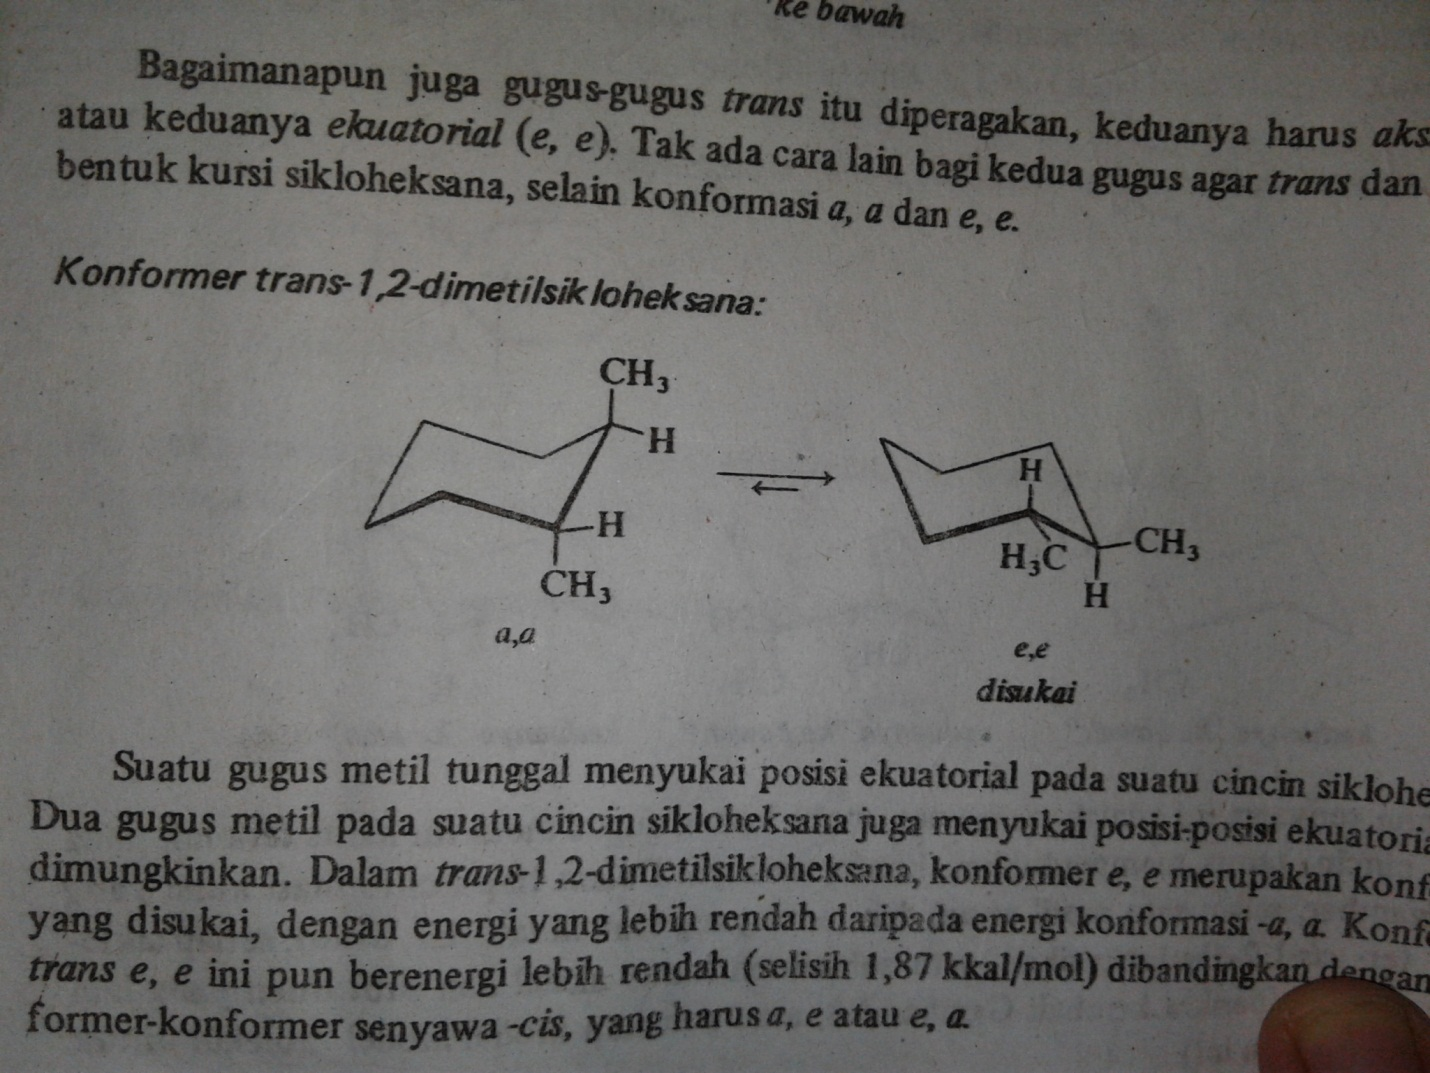 ke bawah
Bagaimanapun juga gugus-gugus trans itu diperagakan, keduanya harus aks
atau keduanya ekuatorial (e, e). Tak ada cara lain bagi kedua gugus agar trans dan
bentuk kursi sikloheksana, selain konformasi a, a dan e, e.
Konformer trans-1,2-dimetilsikloheksana:
CH3
H
H
CH3
a,a
H
CH3
H3C
H
e,e
disukai
Suatu gugus metil tunggal menyukai posisi ekuatorial pada suatu cincin siklohe
Dua gugus metil pada suatu cincin sikloheksana juga menyukai posisi-posisi ekuatoria
dimungkinkan. Dalam trans-1,2-dimetilsikloheksana, konformer e, e merupakan konf
yang disukai, dengan energi yang lebih rendah daripada energi konformasi -a, a. Konf
trans e, e ini pun berenergi lebih rendah (selisih 1,87 kkal/mol) dibandingkan dengan
former-konformer senyawa -cis, yang harus a, e atau e, a.